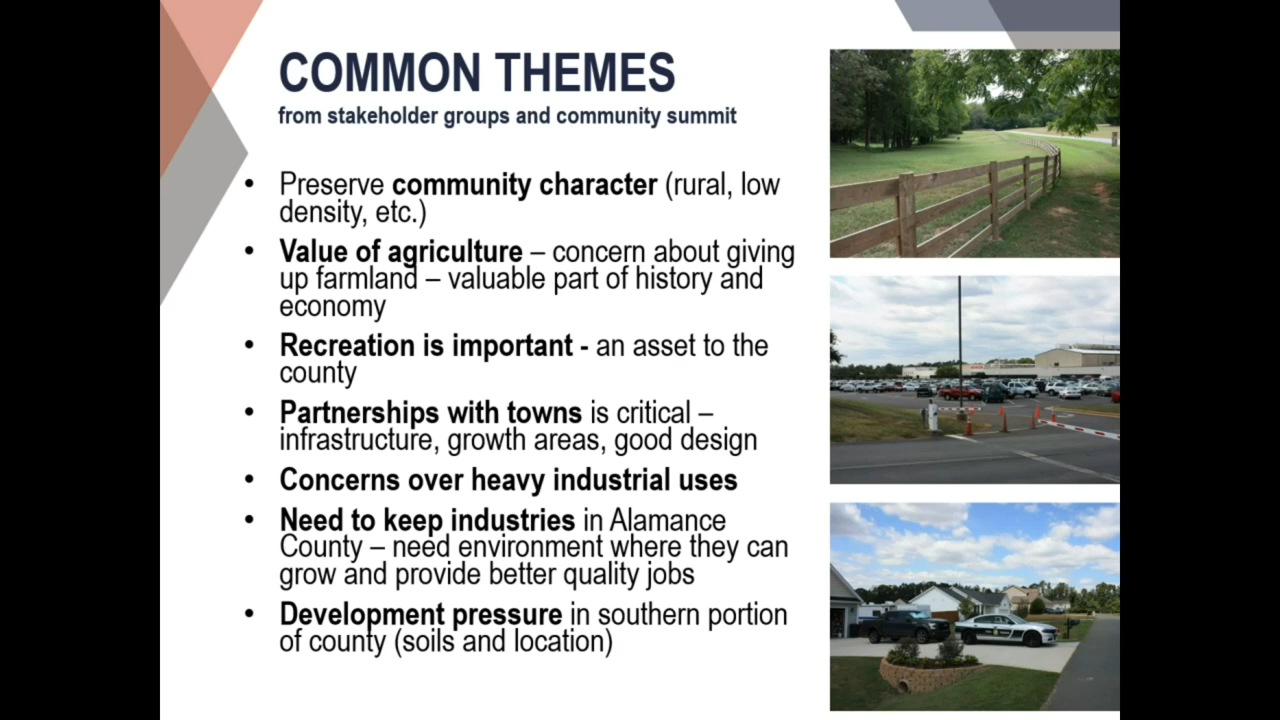 COMMON THEMES
from stakeholder groups and community summit
• Preserve community character (rural, low
density, etc.)
• Value of agriculture – concern about giving
up farmland – valuable part of history and
economy
• Recreation is important - an asset to the
county
• Partnerships with towns is critical –
infrastructure, growth areas, good design
• Concerns over heavy industrial uses
• Need to keep industries in Alamance
County – need environment where they can
grow and provide better quality jobs
• Development pressure in southern portion
of county (soils and location)